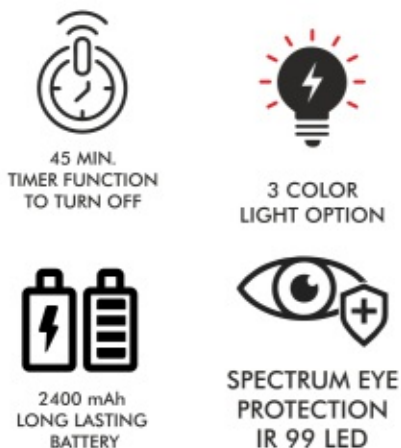 45 MIN.
TIMER FUNCTION
TO TURN OFF
3 COLOR
LIGHT OPTION
2400 mAh
LONG LASTING
BATTERY
SPECTRUM EYE
PROTECTION
IR 99 LED